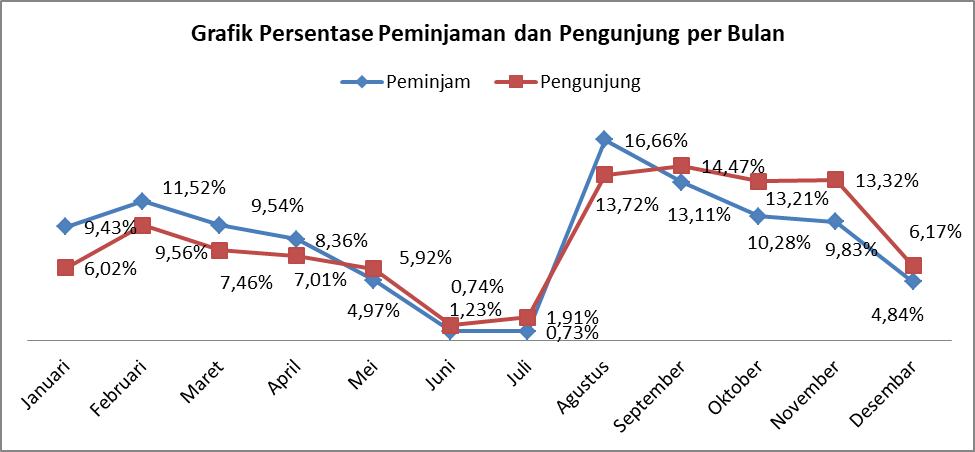 Grafik Persentase Peminjaman dan Pengunjung per Bulan
Peminjam
Pengunjung
9,43%
11,52%
9,54%
8,36%
4,97%
0,74%
0,73%
16,66%
13,11%
10,28%
9,83%
4,84%
6,02%
9,56%
7,46%
7,01%
5,92%
1,23%
1,91%
13,72%
14,47%
13,21%
13,32%
6,17%
Januari
Februari
Maret
April
Mei
Juni
Juli
Agustus
September
Oktober
November
Desembar